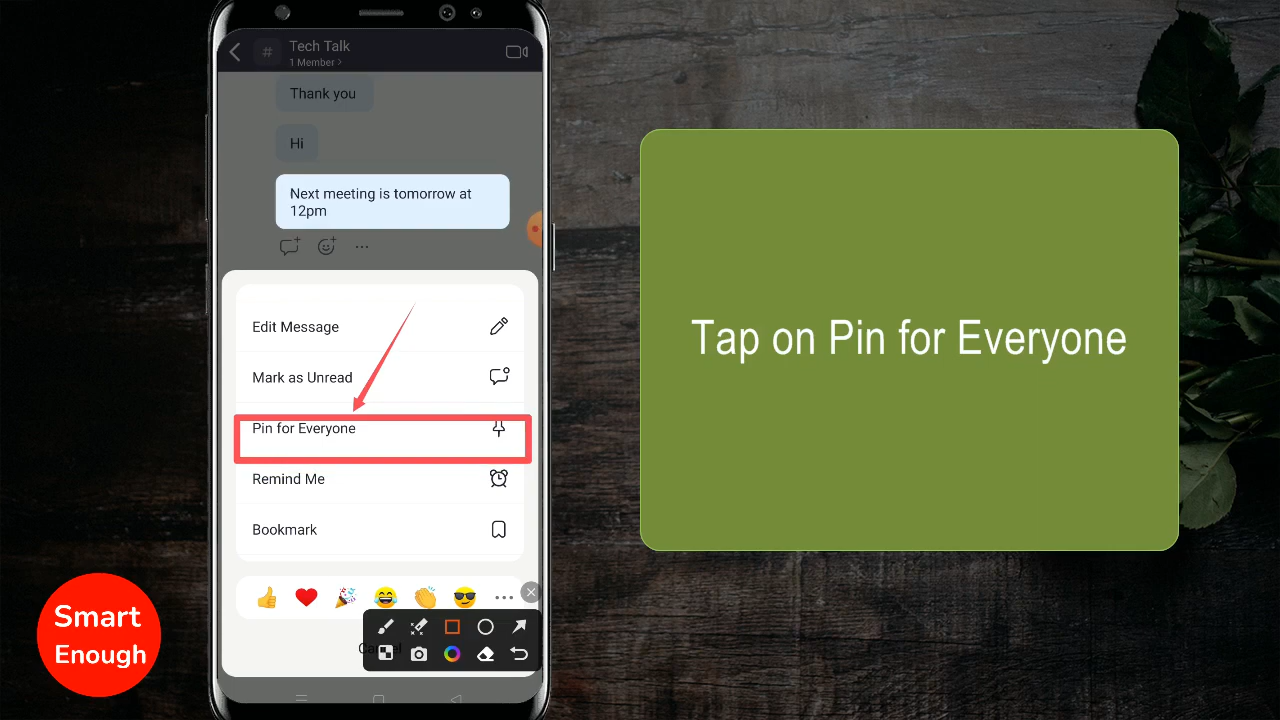 Tech Talk
1 Member >
Thank you
Hi
Next meeting is tomorrow at
12pm
Edit Message
Mark as Unread
Pin for Everyone
Remind Me
Bookmark
Tap on Pin for Everyone
Smart
Enough